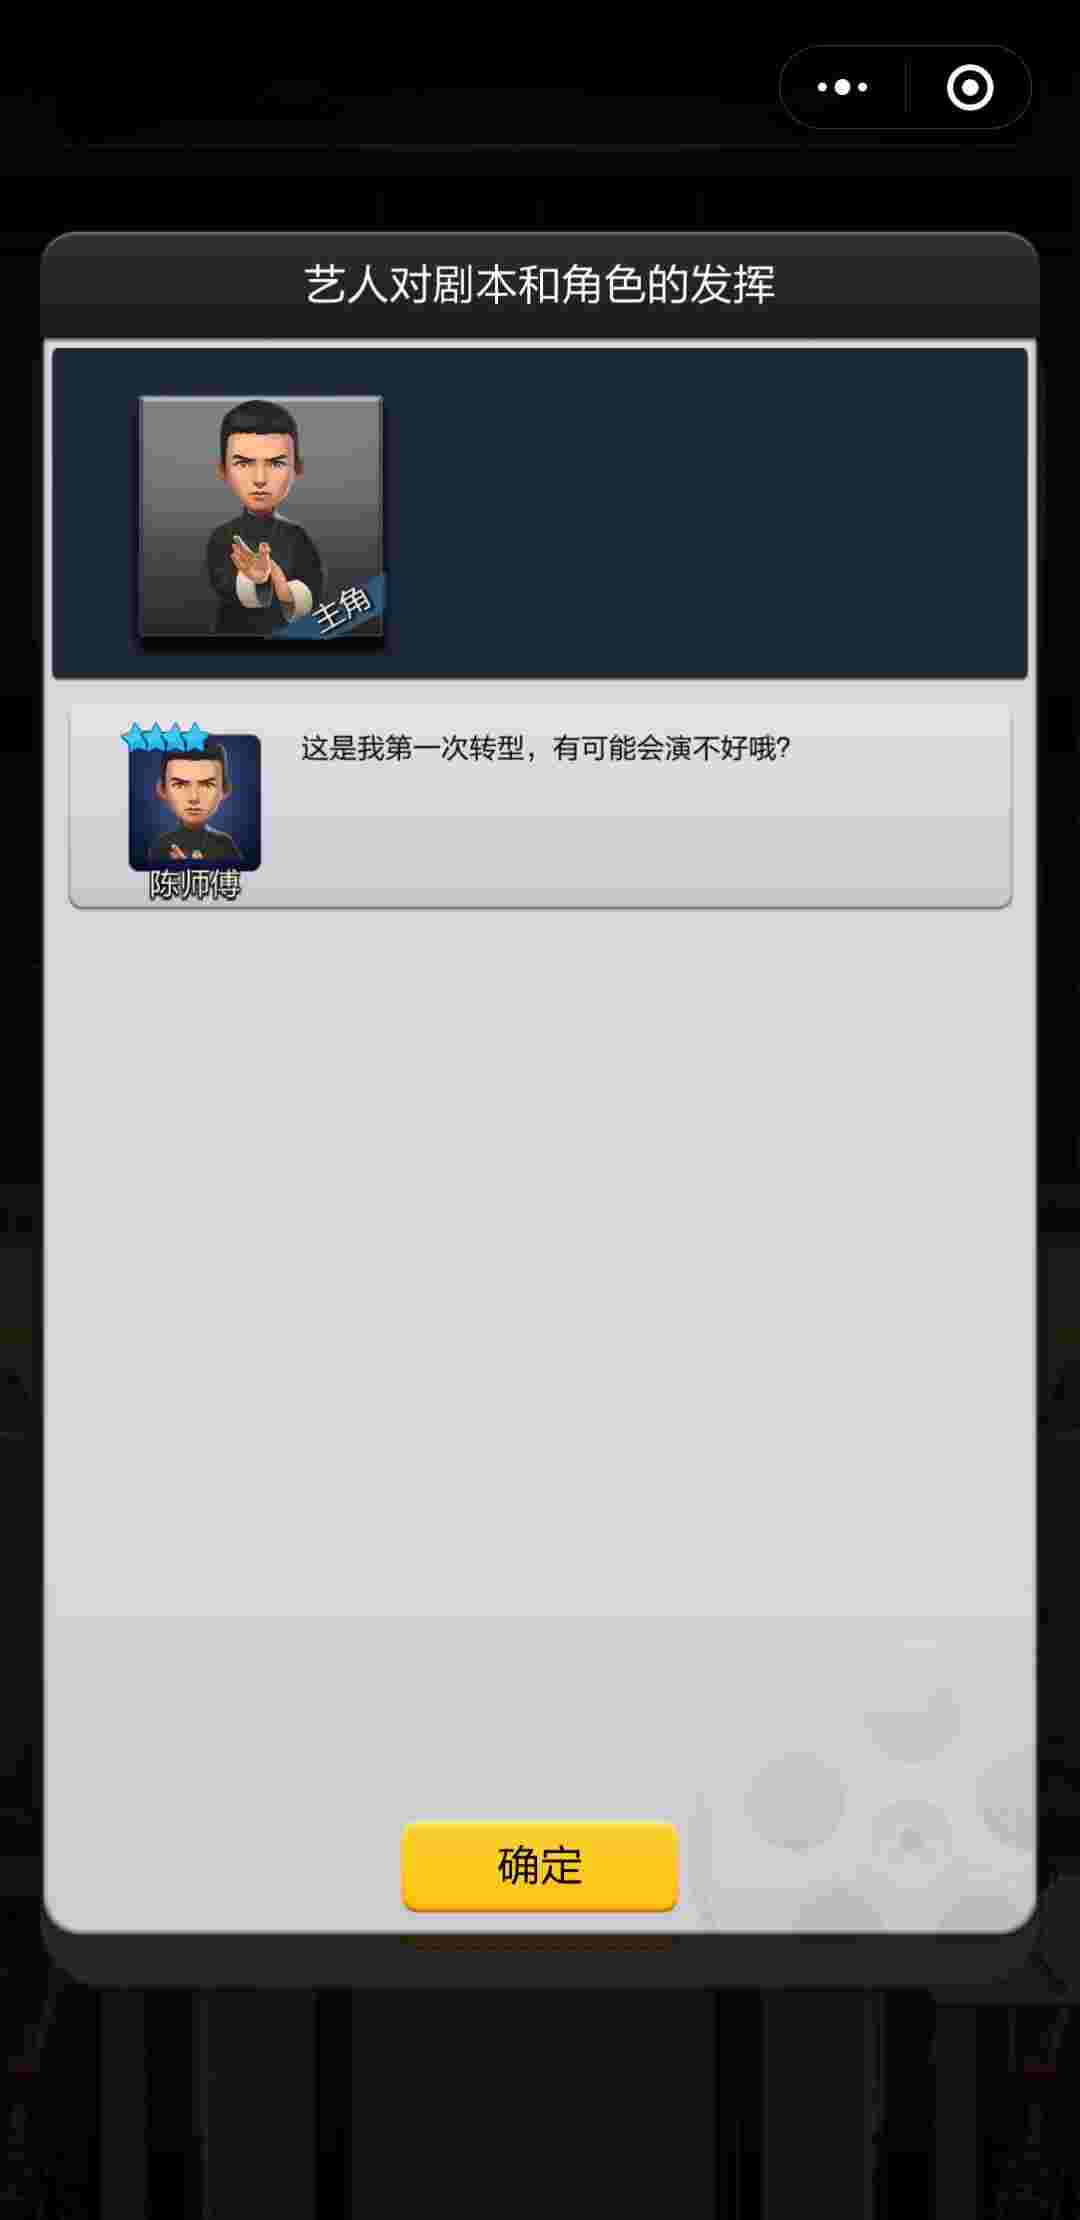 艺人对剧本和角色的发挥
主角
这是我第一次转型，有可能会演不好哦?
陈师傅
确定